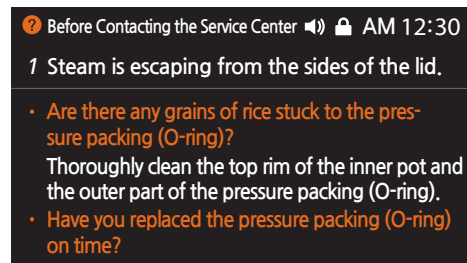 ? Before Contacting the Service Center AM 12:30
1 Steam is escaping from the sides of the lid.
• Are there any grains of rice stuck to the pres-
sure packing (O-ring)?
Thoroughly clean the top rim of the inner pot and
the outer part of the pressure packing (O-ring).
• Have you replaced the pressure packing (O-ring)
on time?